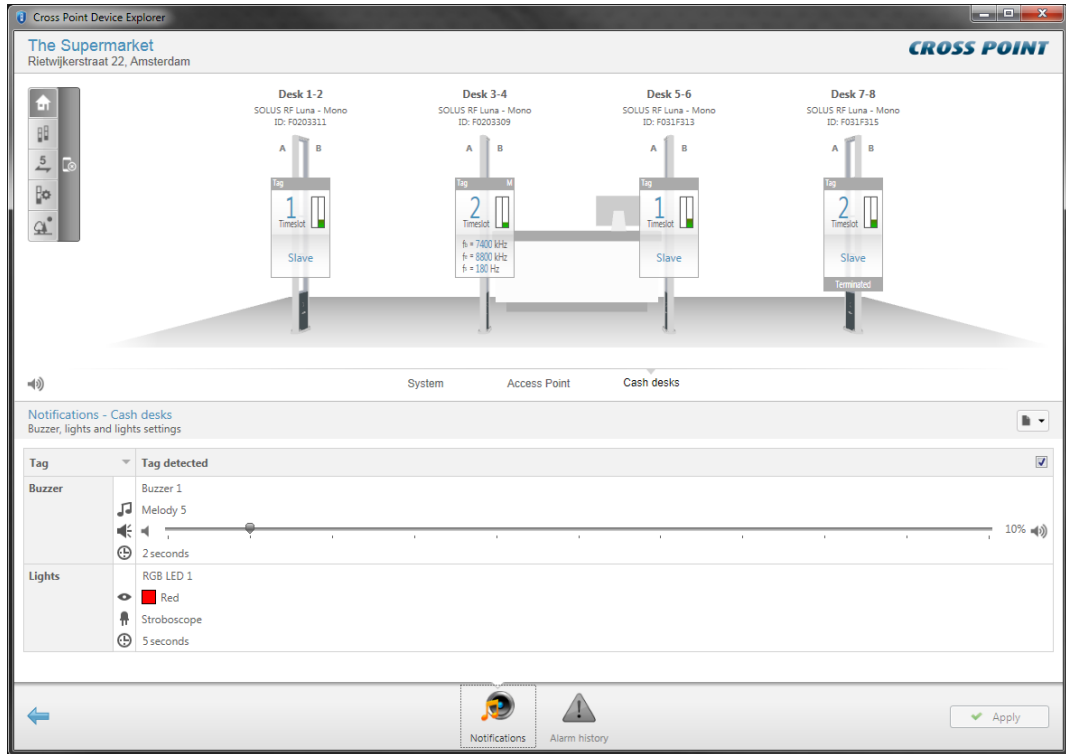 Cross Point Device Explorer
The Supermarket
Rietwijkerstraat 22, Amsterdam
CROSS POINT
5
Desk 1-2
SOLUS RF Luna - Mono
ID: F0203311
A B
Tag
1
Timeslot
Slave
Desk 3-4
SOLUS RF Luna - Mono
ID: F0203309
A B
Tag M
2
Timeslot
= 7400 kHz
= 8800 kHz
= 180 Hz
Desk 5-6
SOLUS RF Luna - Mono
ID: F031F313
A B
Tag
1
Timeslot
Slave
Desk 7-8
SOLUS RF Luna - Mono
ID: F031F315
A B
Tag
2
Timeslot
Slave
Terminated
System Access Point Cash desks
Notifications - Cash desks
Buzzer, lights and lights settings
Tag Tag detected
Buzzer Buzzer 1
Melody 5
10%
2 seconds
Lights RGB LED 1
Red
Stroboscope
5 seconds
Notifications Alarm history
Apply